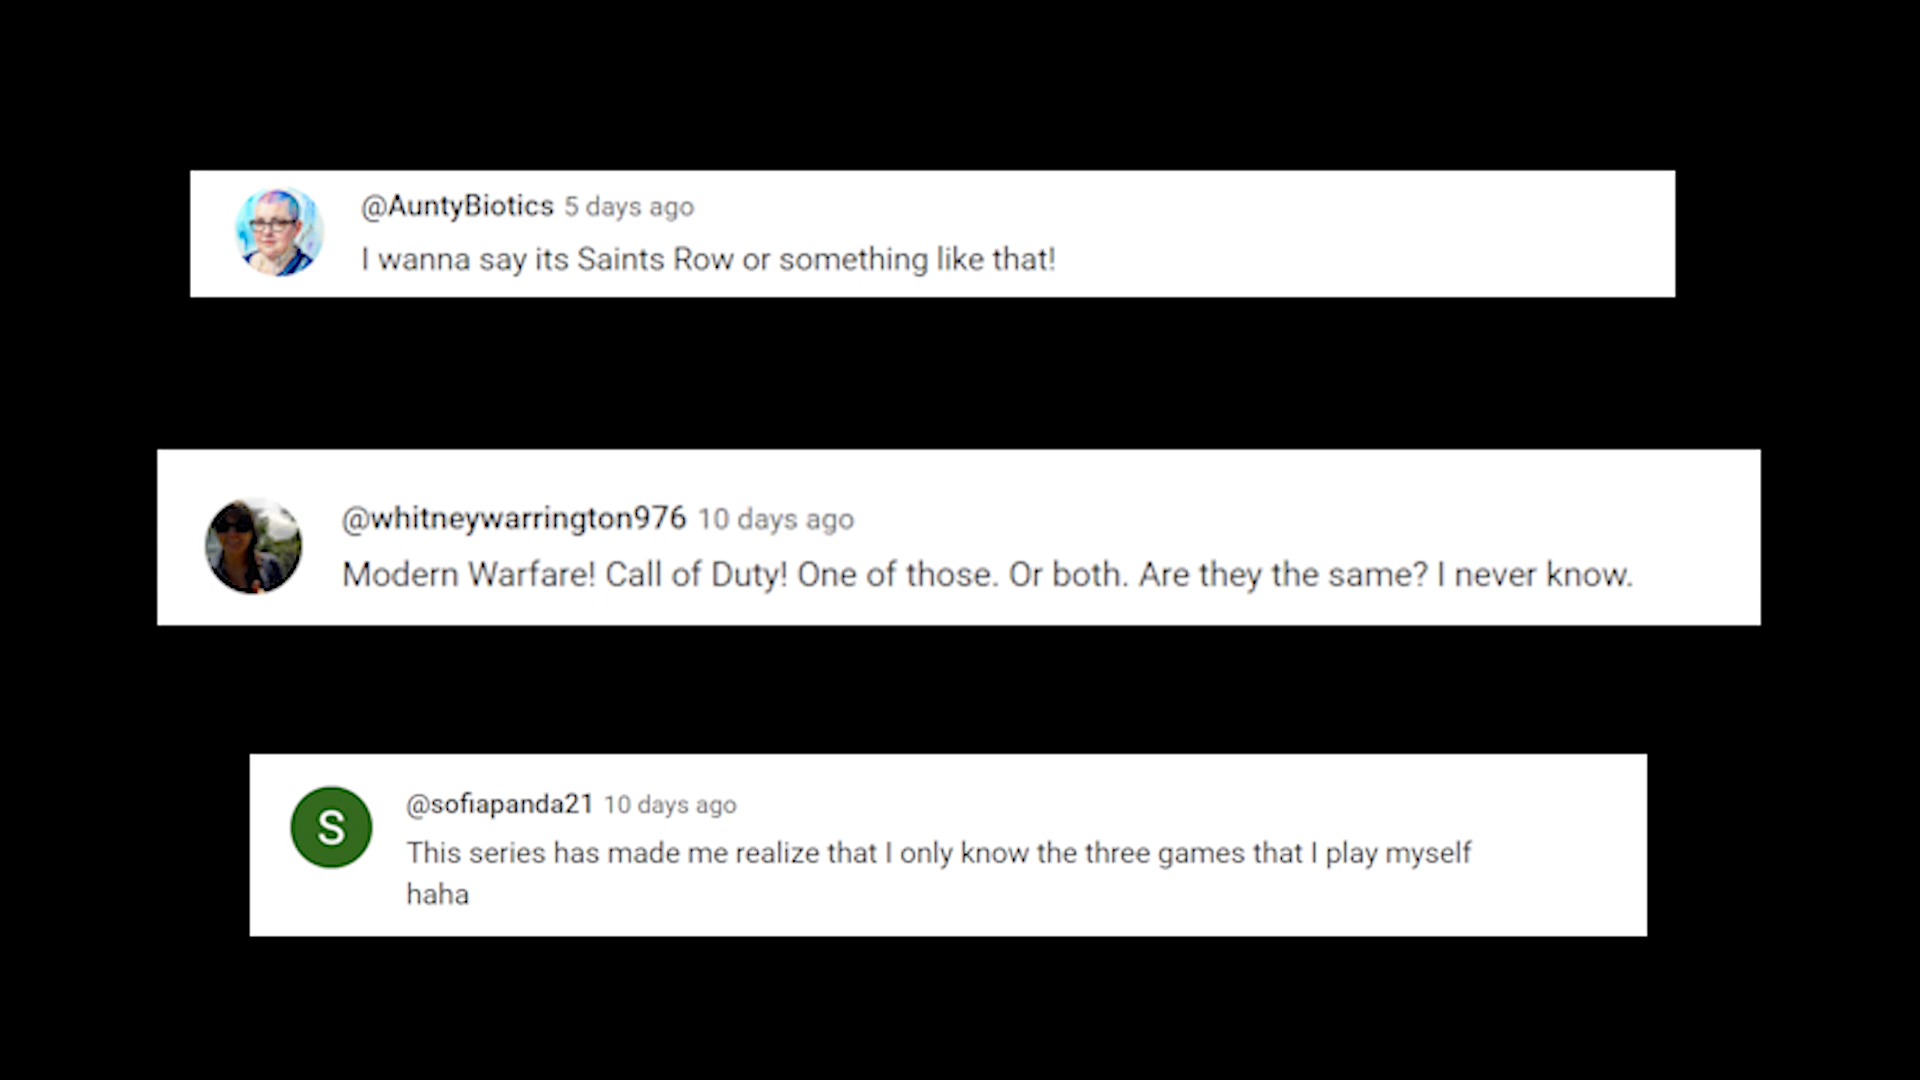 @AuntyBiotics 5 days ago
I wanna say its Saints Row or something like that!
@whitneywarrington976 10 days ago
Modern Warfare! Call of Duty! One of those. Or both. Are they the same? I never know.
S
@sofiapanda21 10 days ago
This series has made me realize that I only know the three games that I play myself
haha